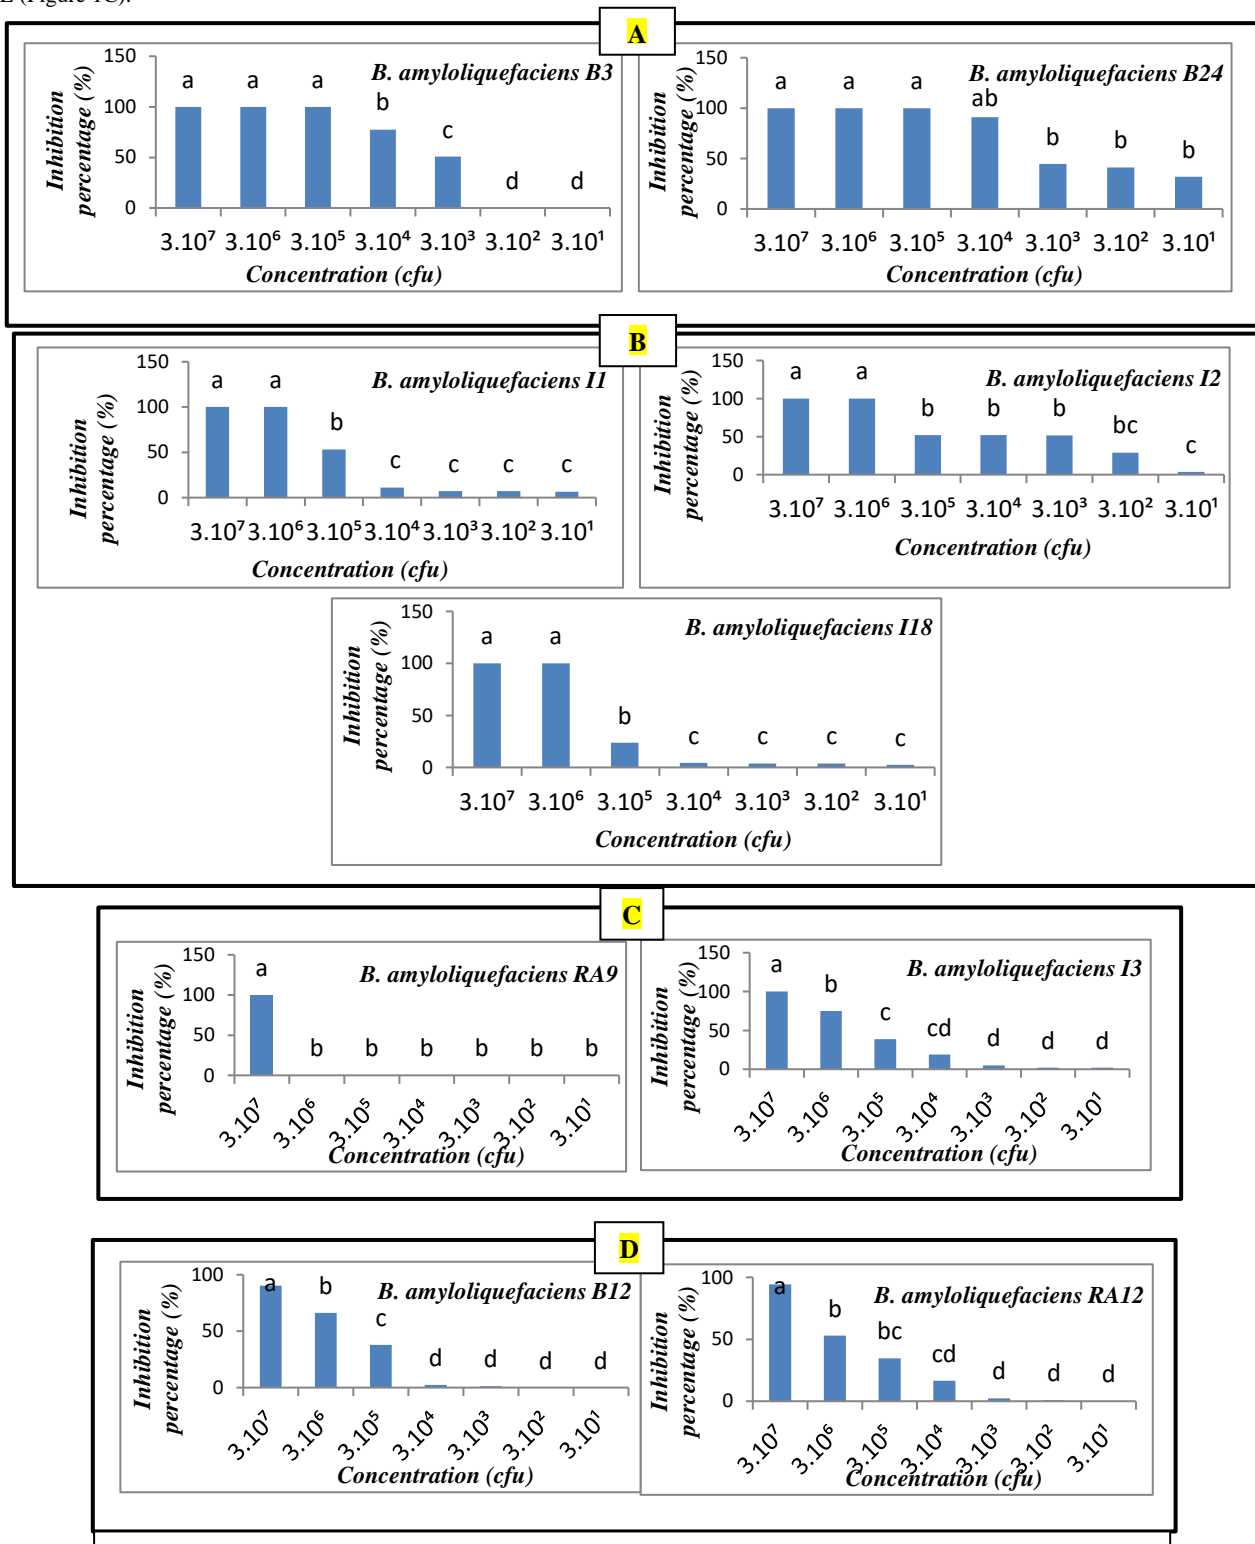 E (Figure 1C).
A
B. amyloliquefaciens B3
Inhibition
percentage (%)
150
100
50
0
a a a b c d d
3.10⁷ 3.10⁶ 3.10⁵ 3.10⁴ 3.10³ 3.10² 3.10¹
Concentration (cfu)
B. amyloliquefaciens B24
Inhibition
percentage (%)
150
100
50
0
a a a ab b b b
3.10⁷ 3.10⁶ 3.10⁵ 3.10⁴ 3.10³ 3.10² 3.10¹
Concentration (cfu)
B
B. amyloliquefaciens I1
Inhibition
percentage (%)
150
100
50
0
a a b c c c c
3.10⁷ 3.10⁶ 3.10⁵ 3.10⁴ 3.10³ 3.10² 3.10¹
Concentration (cfu)
B. amyloliquefaciens I2
Inhibition
percentage (%)
150
100
50
0
a a b b b bc c
3.10⁷ 3.10⁶ 3.10⁵ 3.10⁴ 3.10³ 3.10² 3.10¹
Concentration (cfu)
B. amyloliquefaciens I18
Inhibition
percentage (%)
150
100
50
0
a a b c c c c
3.10⁷ 3.10⁶ 3.10⁵ 3.10⁴ 3.10³ 3.10² 3.10¹
Concentration (cfu)
C
B. amyloliquefaciens RA9
Inhibition
percentage (%)
150
100
50
0
a b b b b b b
3.10⁷ 3.10⁶ 3.10⁵ 3.10⁴ 3.10³ 3.10² 3.10¹
Concentration (cfu)
B. amyloliquefaciens I3
Inhibition
percentage (%)
150
100
50
0
a b c cd d d d
3.10⁷ 3.10⁶ 3.10⁵ 3.10⁴ 3.10³ 3.10² 3.10¹
Concentration (cfu)
D
B. amyloliquefaciens B12
Inhibition
percentage (%)
100
50
0
a b c d d d d
3.10⁷ 3.10⁶ 3.10⁵ 3.10⁴ 3.10³ 3.10² 3.10¹
Concentration (cfu)
B. amyloliquefaciens RA12
Inhibition
percentage (%)
100
50
0
a b bc cd d d d
3.10⁷ 3.10⁶ 3.10⁵ 3.10⁴ 3.10³ 3.10² 3.10¹
Concentration (cfu)